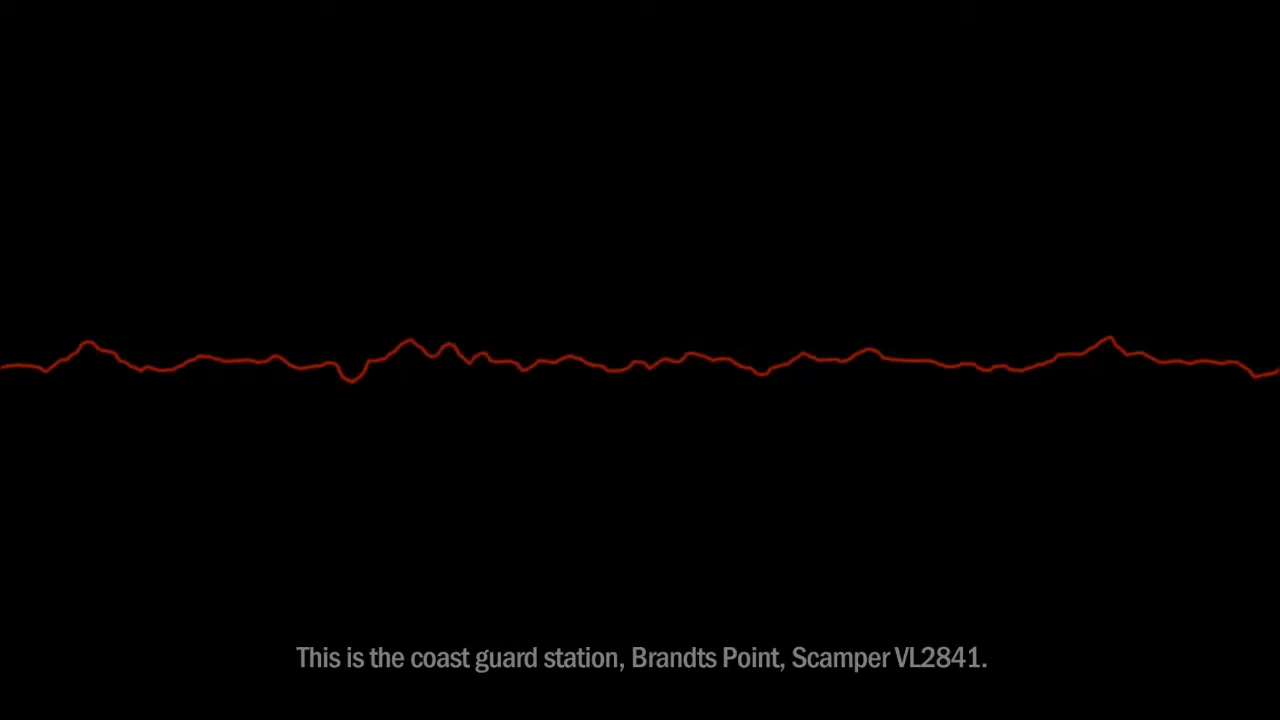 This is the coast guard station, Brandts Point, Scamper VL2841.